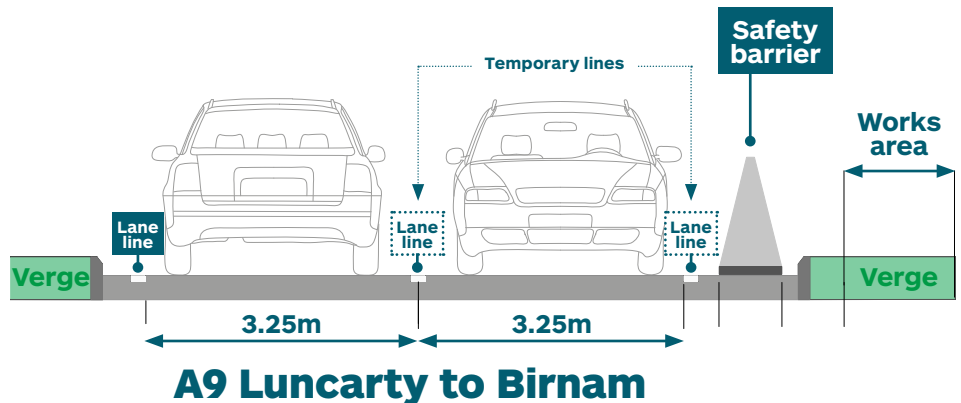 Safety
barrier
Temporary lines
Works
area
Lane
line
Lane
line
Lane
line
Verge
Verge
3.25m
3.25m
A9 Luncarty to Birnam